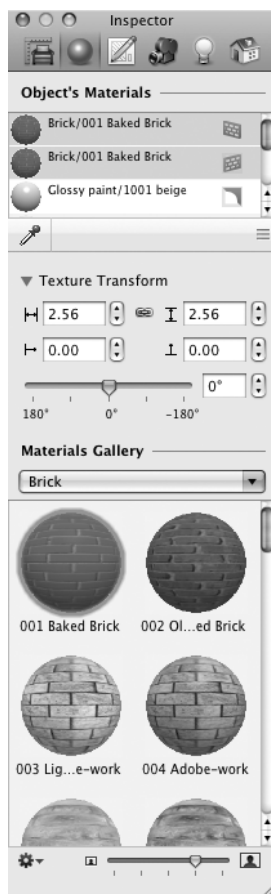 Inspector
Object's Materials
Brick/001 Baked Brick
Brick/001 Baked Brick
Glossy paint/1001 beige
Texture Transform
2.56 2.56
0.00 0.00
0°
180° 0° -180°
Materials Gallery
Brick
001 Baked Brick 002 Ol...ed Brick
003 Lig...e-work 004 Adobe-work